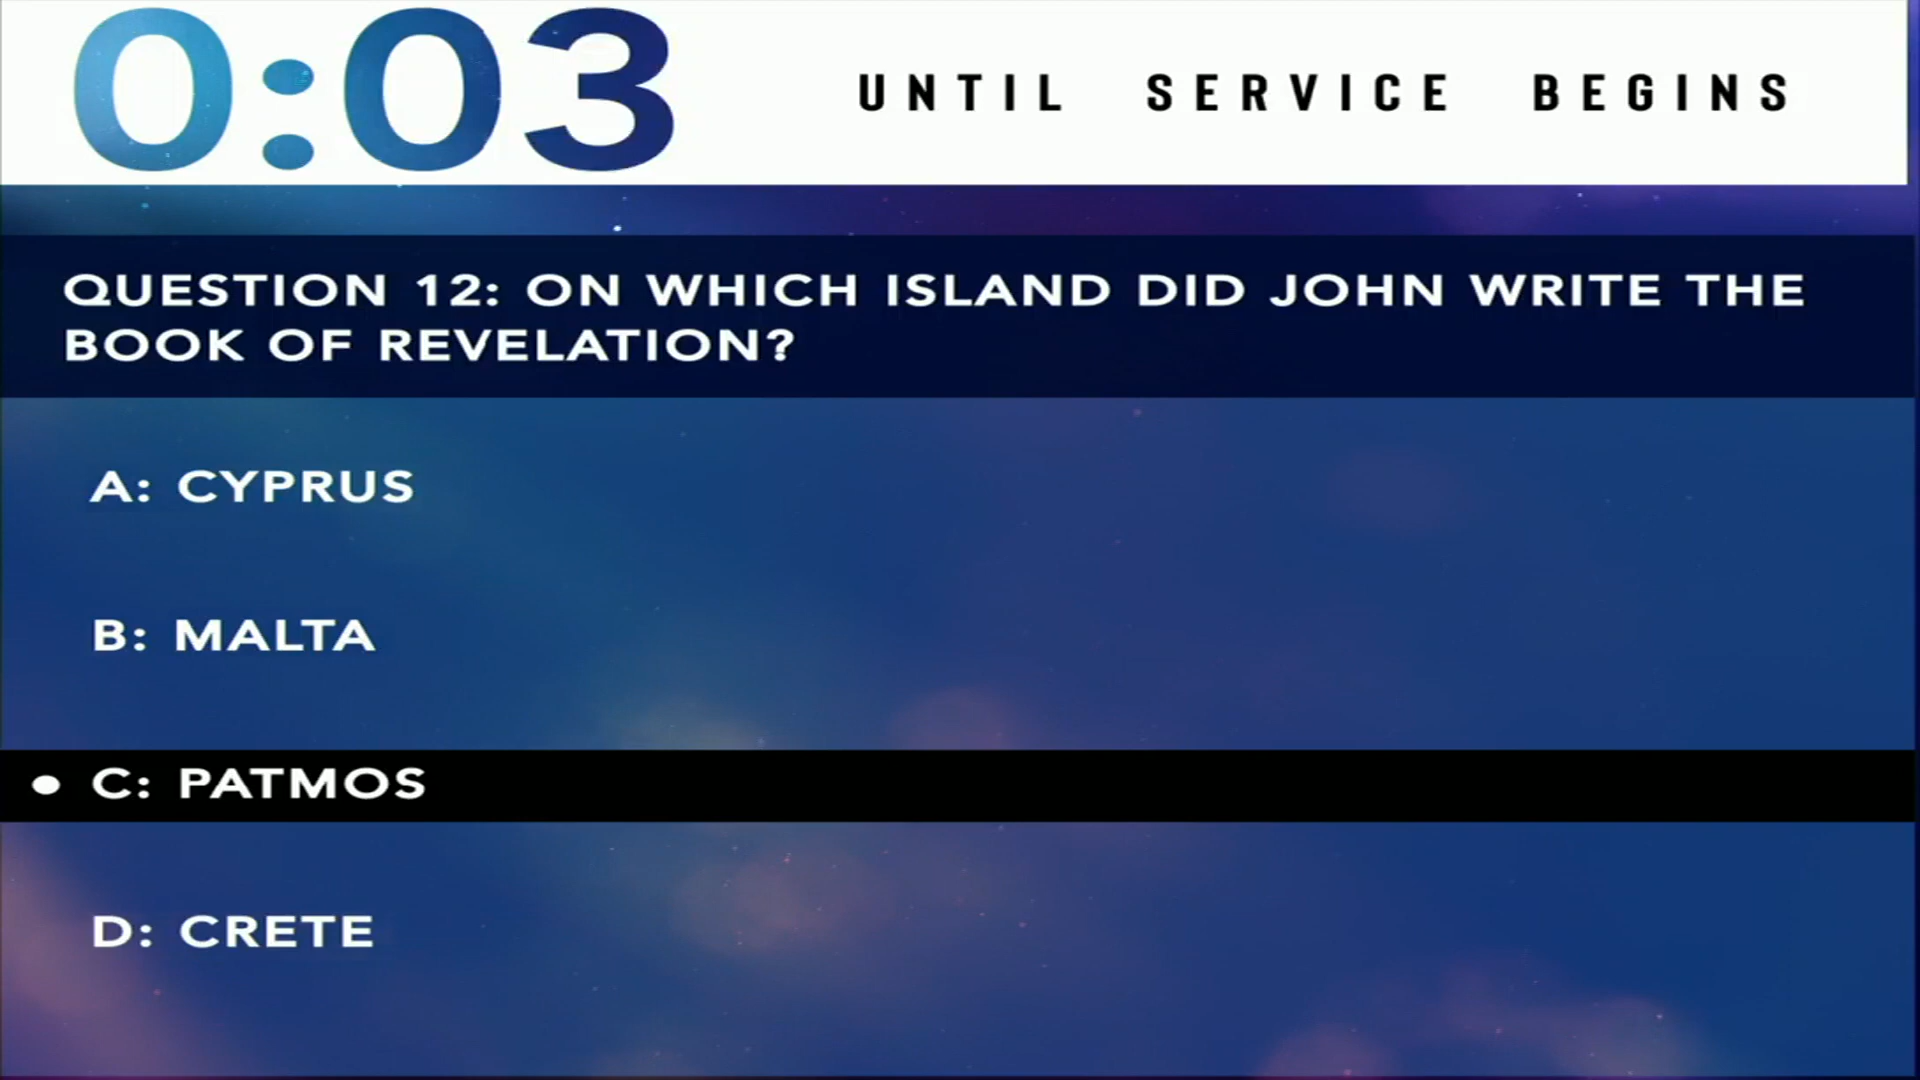 0:03 UNTIL SERVICE BEGINS
QUESTION 12: ON WHICH ISLAND DID JOHN WRITE THE
BOOK OF REVELATION?
A: CYPRUS
B: MALTA
• C: PATMOS
D: CRETE